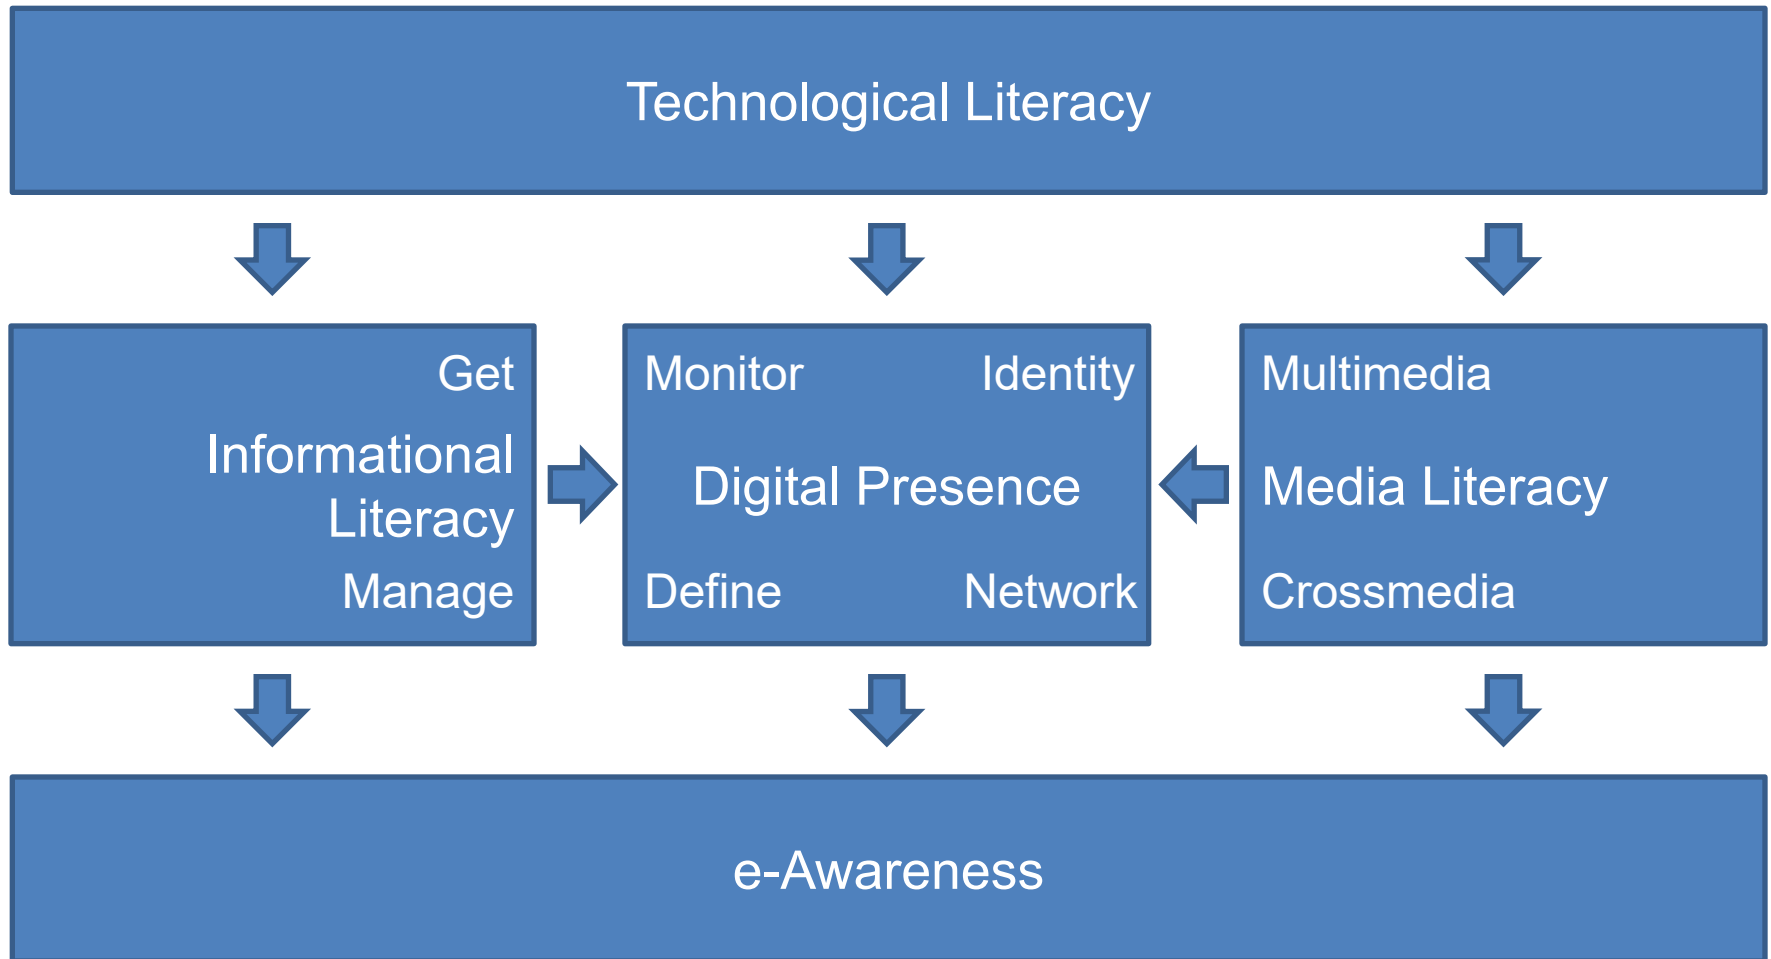 Technological Literacy
Get
Informational
Literacy
Manage
Monitor
Identity
Digital Presence
Define
Network
Multimedia
Media Literacy
Crossmedia
e-Awareness